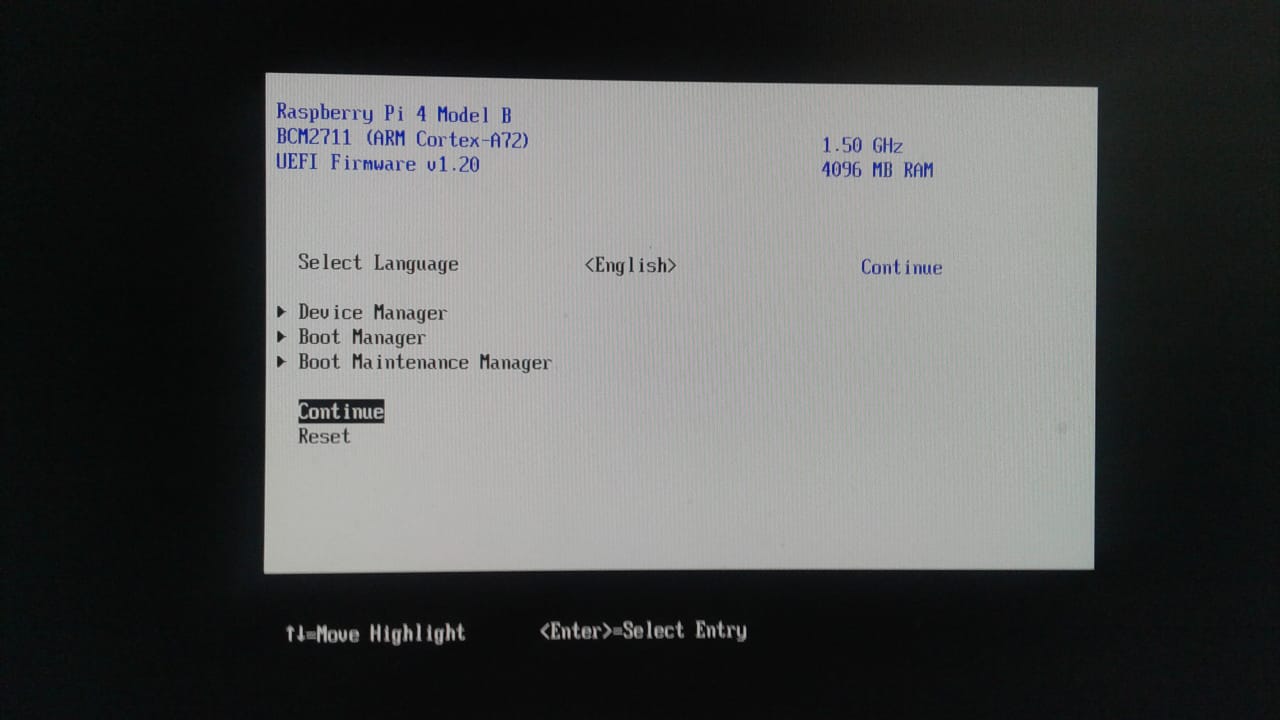 Raspberry Pi 4 Model B
BCM2711 (ARM Cortex-A72) 1.50 GHz
UEFI Firmware v1.20 4096 MB RAM
Select Language <English> Continue
▶ Device Manager
▶ Boot Manager
▶ Boot Maintenance Manager
Continue
Reset
↑↓=Move Highlight <Enter>=Select Entry